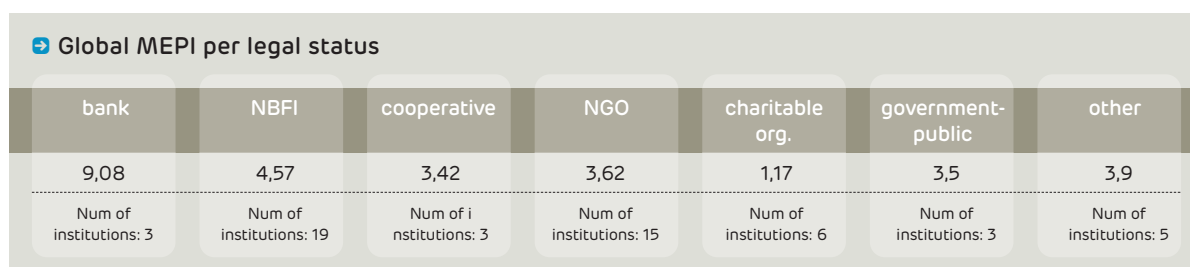 Global MEPI per legal status
bank
NBFI
cooperative
NGO
charitable
org.
government-
public
other
9,08
4,57
3,42
3,62
1,17
3,5
3,9
Num of
institutions: 3
Num of
institutions: 19
Num of i
nstitutions: 3
Num of
institutions: 15
Num of
institutions: 6
Num of
institutions: 3
Num of
institutions: 5